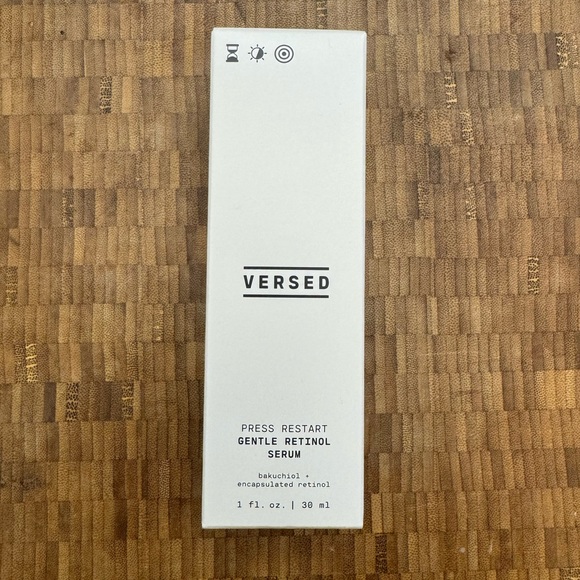 VERSED
PRESS RESTART
GENTLE RETINOL
SERUM
bakuchiol +
encapsulated retinol
1 fl. oz. | 30 ml